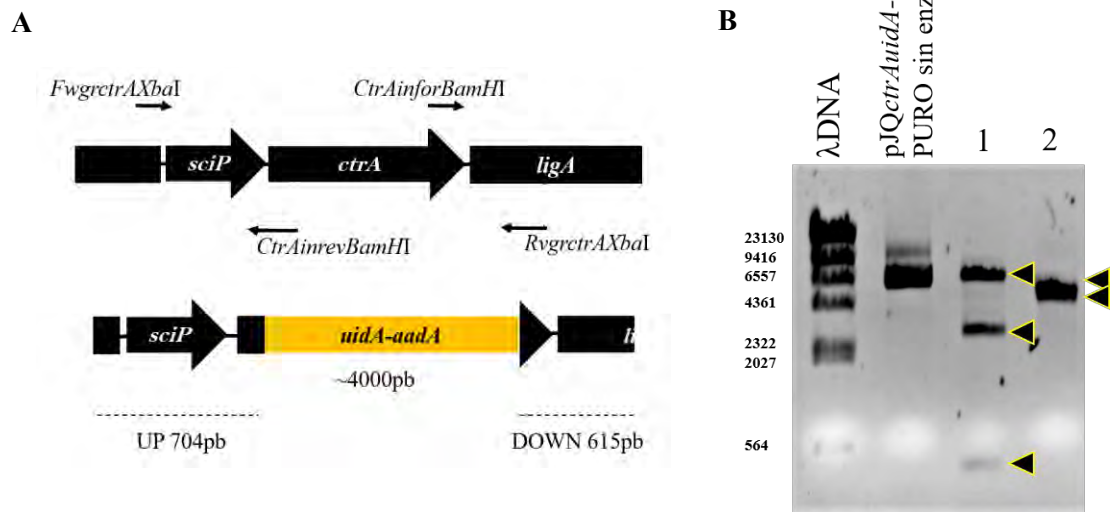 A
FwgrctrAXbaI
CtrAinforBamHI
sciP
ctrA
ligA
CtrAinrevBamHI
RvgrctrAXbaI
sciP
uidA-aadA
li
~4000pb
UP 704pb
DOWN 615pb
B
λDNA
pJQctrAuidA-
PURO sin enz
1
2
23130
9416
6557
4361
2322
2027
564